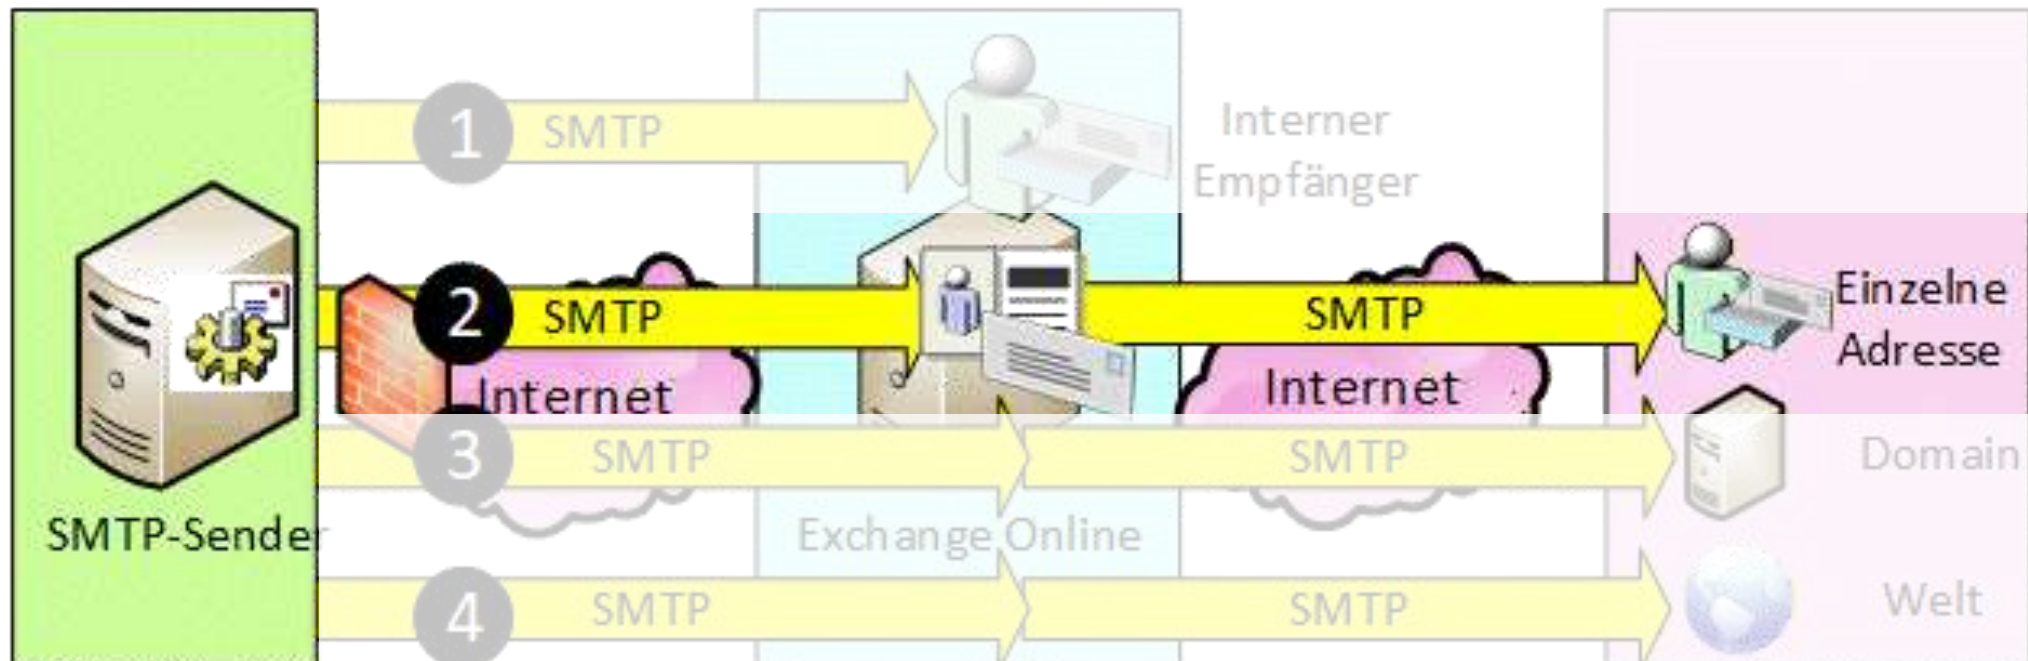 1
SMTP
Interner
Empfänger
2
SMTP
SMTP
Einzelne
Adresse
Internet
Internet
3
SMTP
SMTP
Domain
SMTP-Sender
Exchange Online
4
SMTP
SMTP
Welt